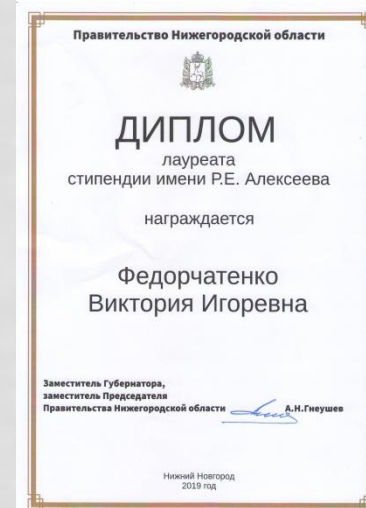 Правительство Нижегородской области
ДИПЛОМ
лауреата
стипендии имени Р.Е. Алексеева
награждается
Федорчатенко
Виктория Игоревна
Заместитель Губернатора,
заместитель Председателя
Правительства Нижегородской области А.Н.Гнеушев
Нижний Новгород
2019 год